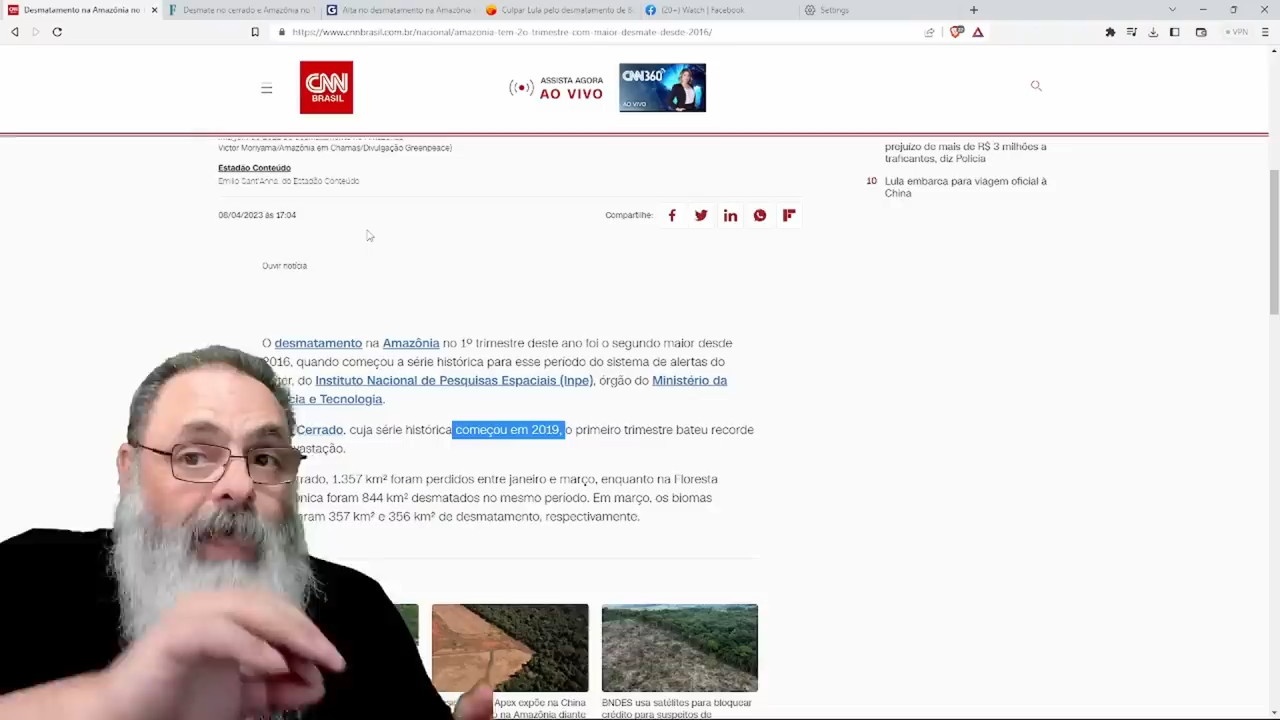 Desmatamento na Amazônia no 1
Desmate no cerrado e Amazônia no 1
Alta no desmatamento na Amazônia
Culpar Lula pelo desmatamento de B
(20+) Watch | Facebook
Settings
https://www.cnnbrasil.com.br/nacional/amazonia-tem-2o-trimestre-com-maior-desmate-desde-2016/
VPN
CNN
BRASIL
ASSISTA AGORA
AO VIVO
CNN360°
AO VIVO
Victor Moriyama/Amazônia em Chamas/Divulgação Greenpeace)
Estadão Conteúdo
Emilio Sant'Anna, do Estadão Conteúdo
08/04/2023 às 17:04
Compartilhe:
prejuízo de mais de R$ 3 milhões a
traficantes, diz Polícia
10 Lula embarca para viagem oficial à
China
Ouvir notícia
O desmatamento na Amazônia no 1º trimestre deste ano foi o segundo maior desde
2016, quando começou a série histórica para esse período do sistema de alertas do
ter, do Instituto Nacional de Pesquisas Espaciais (Inpe), órgão do Ministério da
cia e Tecnologia.
Cerrado, cuja série histórica começou em 2019, o primeiro trimestre bateu recorde
vastação.
rrado, 1.357 km² foram perdidos entre janeiro e março, enquanto na Floresta
nica foram 844 km² desmatados no mesmo período. Em março, os biomas
ram 357 km² e 356 km² de desmatamento, respectivamente.
Apex expõe na China
o na Amazônia diante
BNDES usa satélites para bloquear
crédito para suspeitos de